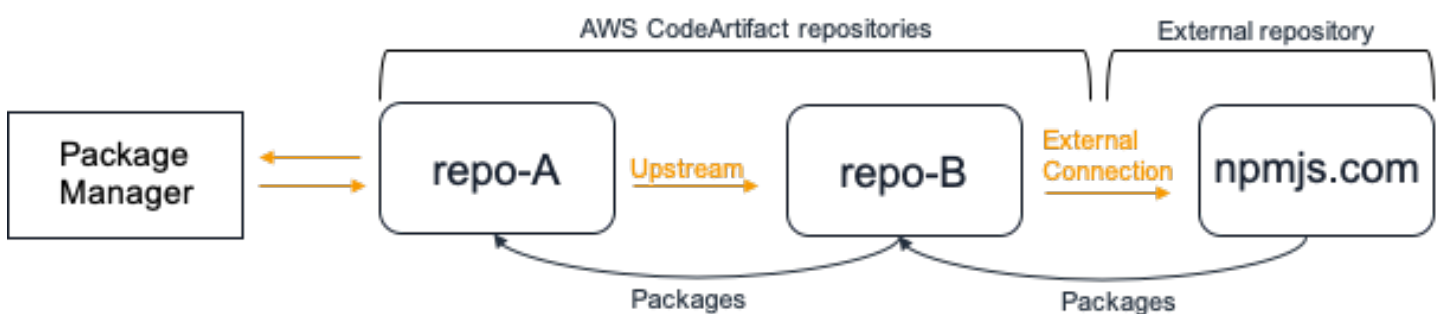 AWS CodeArtifact repositories
External repository
Package
Manager
repo-A
Upstream
repo-B
External
Connection
npmjs.com
Packages
Packages